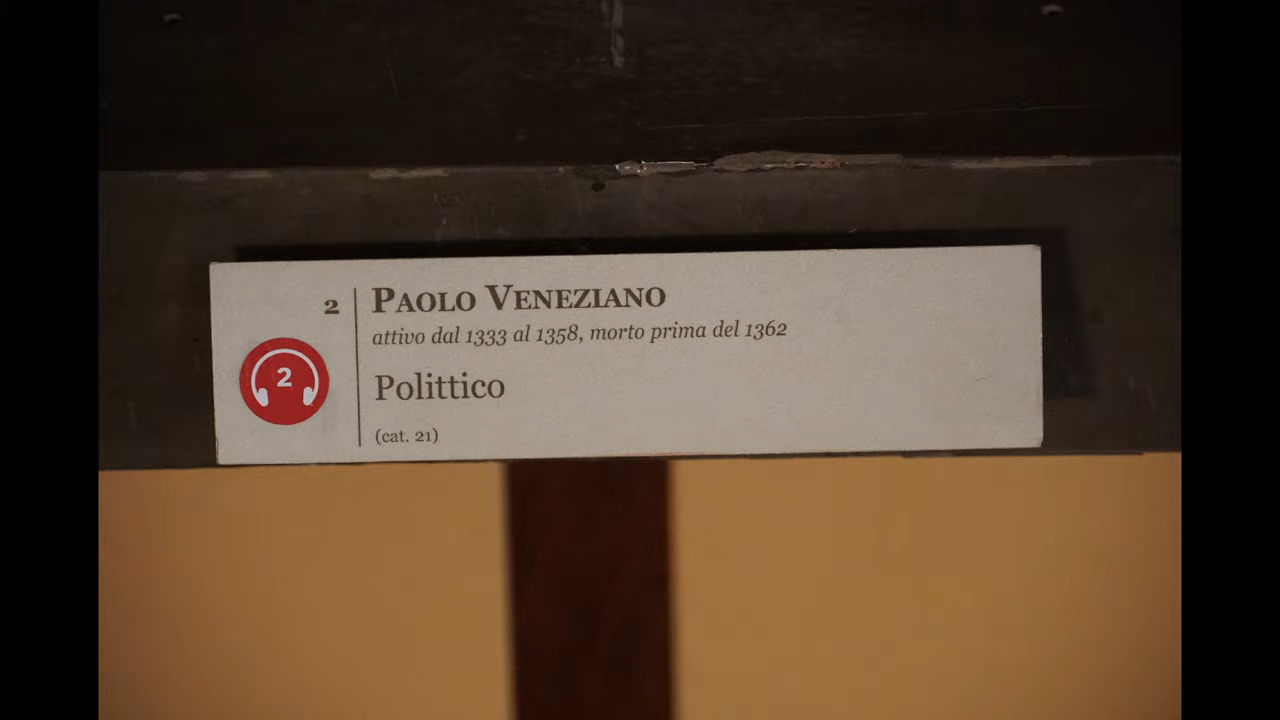 2
PAOLO VENEZIANO
attivo dal 1333 al 1358, morto prima del 1362
2
Polittico
(cat. 21)